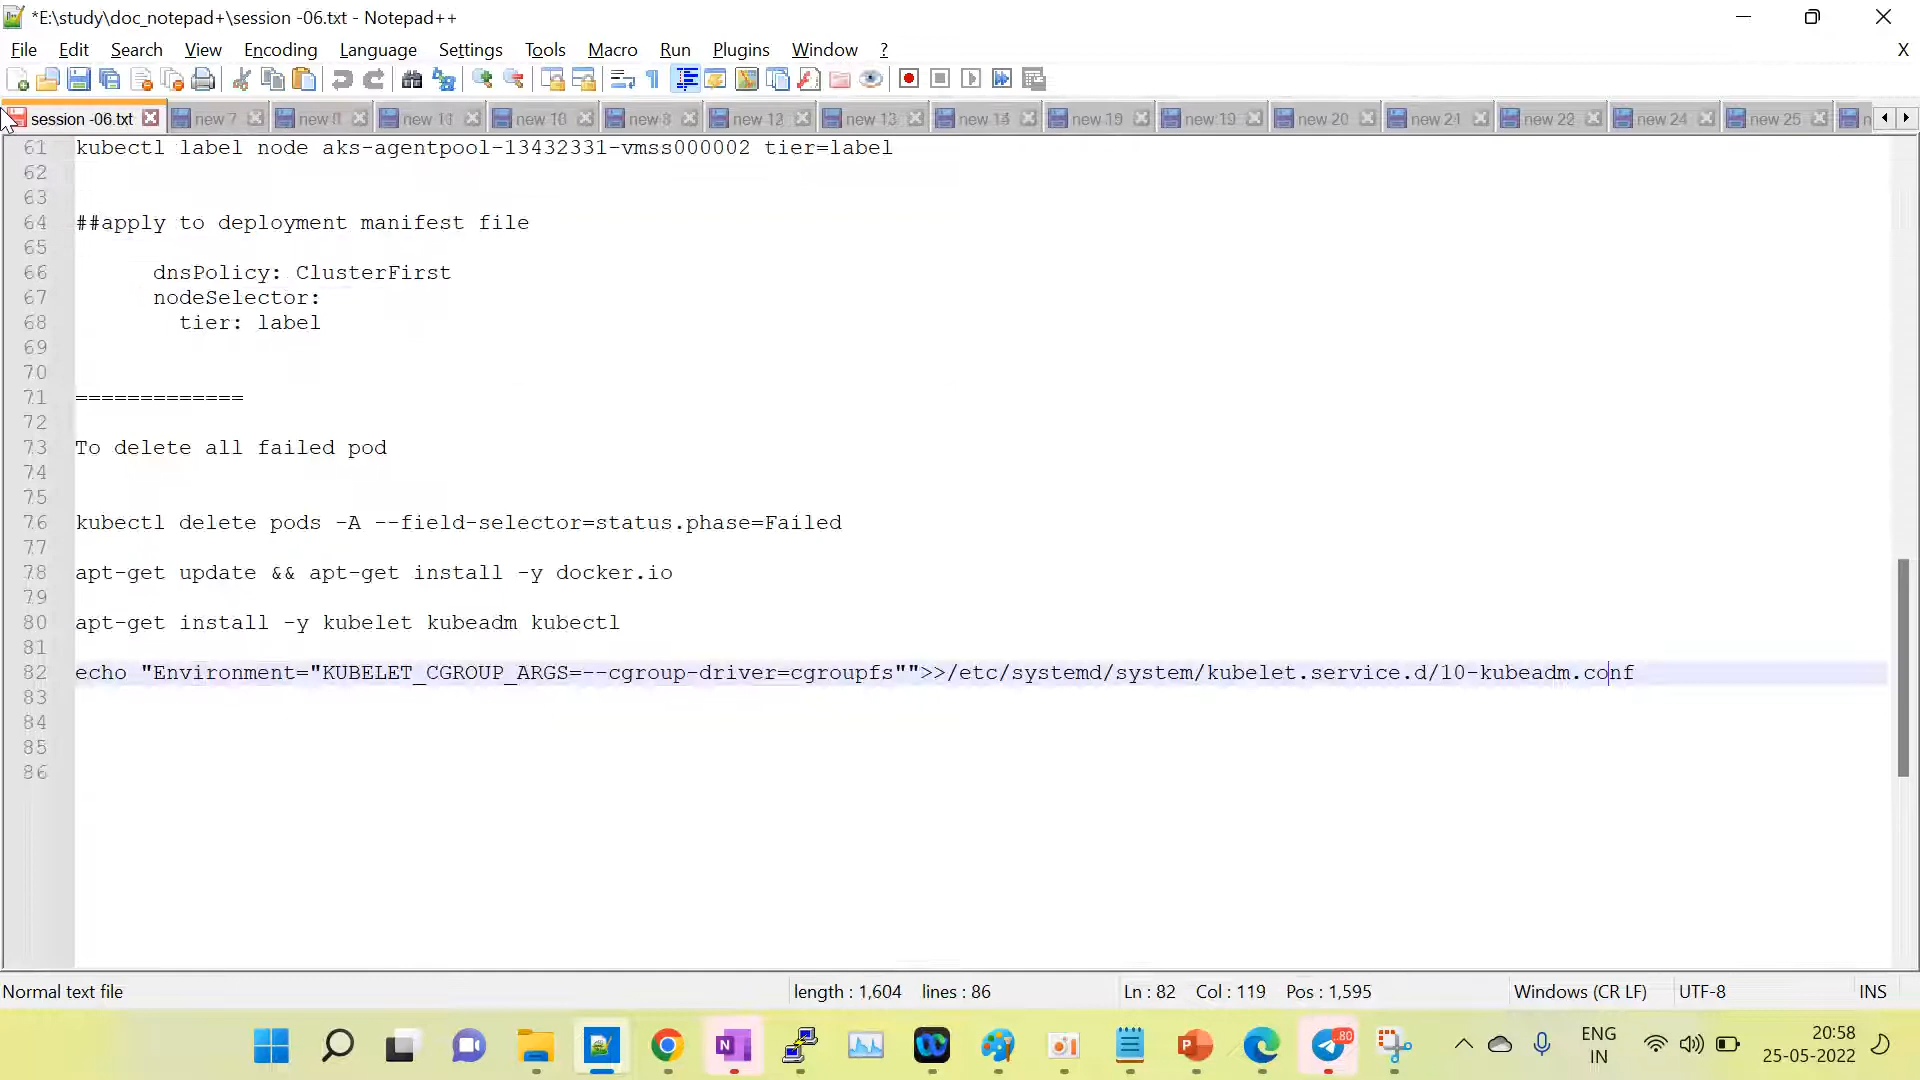 *E:\study\doc_notepad+\session -06.txt - Notepad++
File Edit Search View Encoding Language Settings Tools Macro Run Plugins Window ? X
session -06.txt new 7 new 11 new 18 new 12 new 13 new 19 new 19 new 20 new 21 new 22 new 24 new 25
61 kubectl label node aks-agentpool-13432331-vmss000002 tier=label
62
63
64 ##apply to deployment manifest file
65
66 dnsPolicy: ClusterFirst
67 nodeSelector:
68 tier: label
69
70
71 =============
72
73 To delete all failed pod
74
75
76 kubectl delete pods -A --field-selector=status.phase=Failed
77
78 apt-get update && apt-get install -y docker.io
79
80 apt-get install -y kubelet kubeadm kubectl
81
82 echo "Environment="KUBELET_CGROUP_ARGS=--cgroup-driver=cgroupfs"">>/etc/systemd/system/kubelet.service.d/10-kubeadm.conf
83
84
85
86
Normal text file length : 1,604 lines : 86 Ln : 82 Col : 119 Pos : 1,595 Windows (CR LF) UTF-8 INS
80
ENG 20:58
IN 25-05-2022